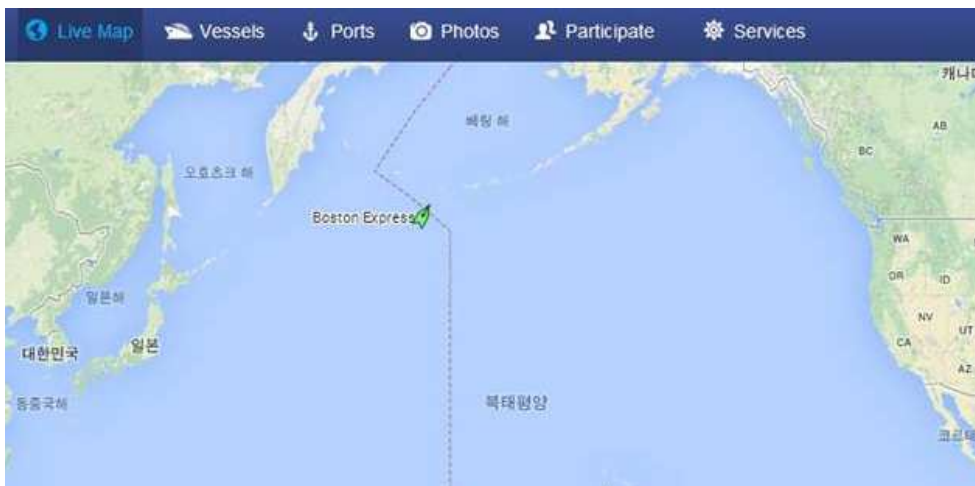 Live Map Vessels Ports Photos Participate Services
캐나다
베링 해
AB
BC
오호츠크 해
Boston Express
WA
OR ID
일본해
NV
UT
대한민국 일본
CA
AZ
동중국해
북태평양